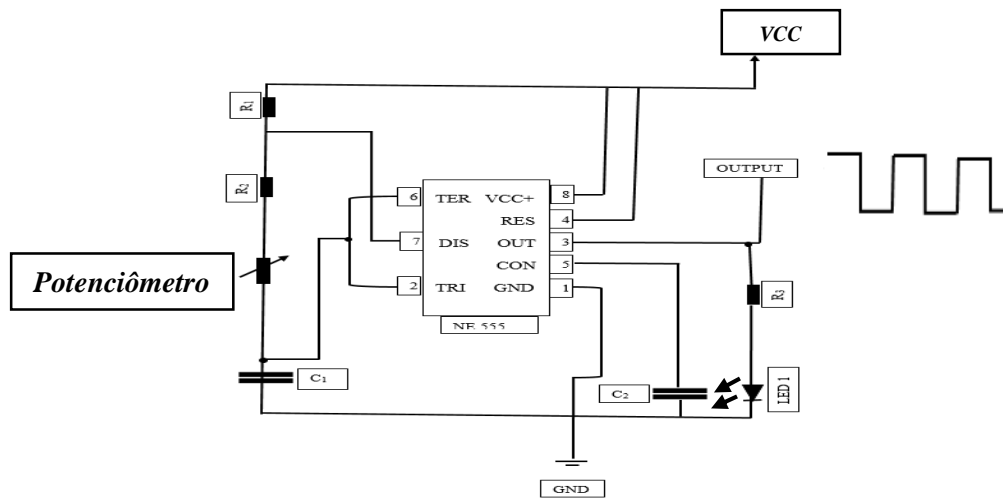 VCC
R1
OUTPUT
R2
6 TER VCC+ 8
RES 4
7 DIS OUT 3
CON 5
2 TRI GND 1
NE 555
Potenciômetro
R3
C1
C2
LED 1
GND